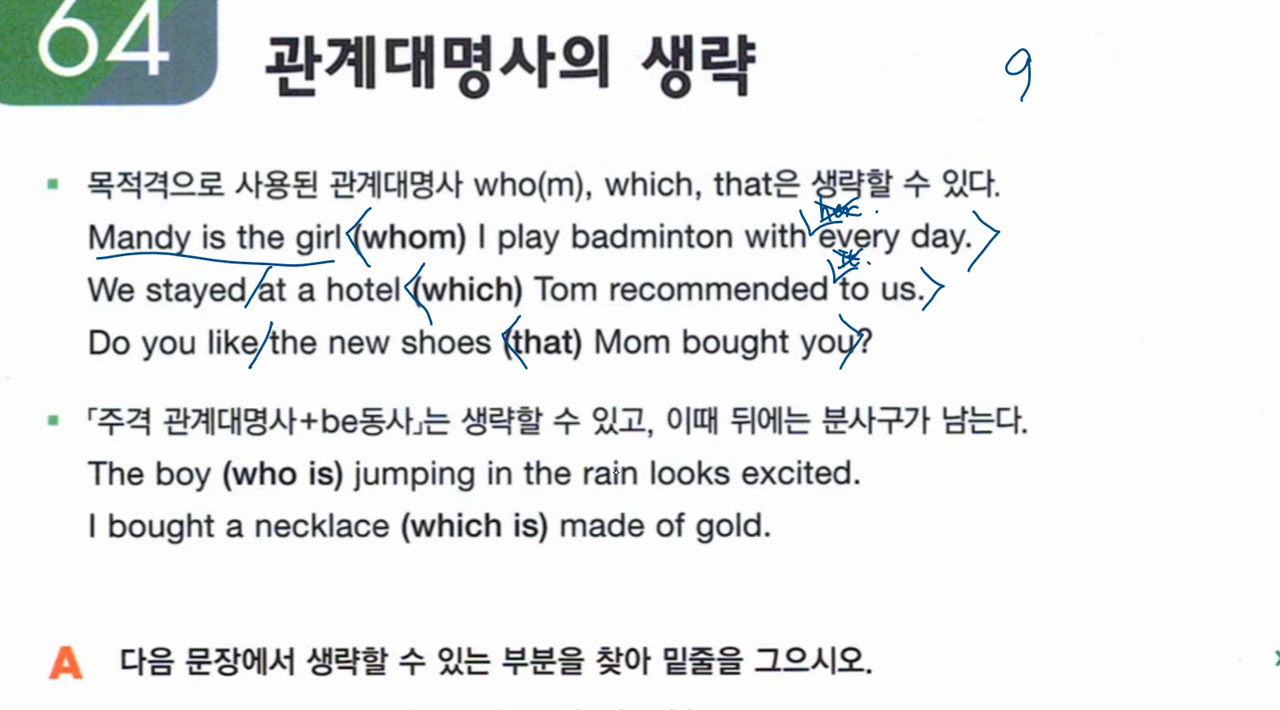 64
관계대명사의 생략
9
▪ 목적격으로 사용된 관계대명사 who(m), which, that은 생략할 수 있다.
her.
Mandy is the girl (whom) I play badminton with every day.
it.
We stayed at a hotel (which) Tom recommended to us.
Do you like the new shoes (that) Mom bought you?
▪ 「주격 관계대명사+be동사」는 생략할 수 있고, 이때 뒤에는 분사구가 남는다.
The boy (who is) jumping in the rain looks excited.
I bought a necklace (which is) made of gold.
A 다음 문장에서 생략할 수 있는 부분을 찾아 밑줄을 그으시오.